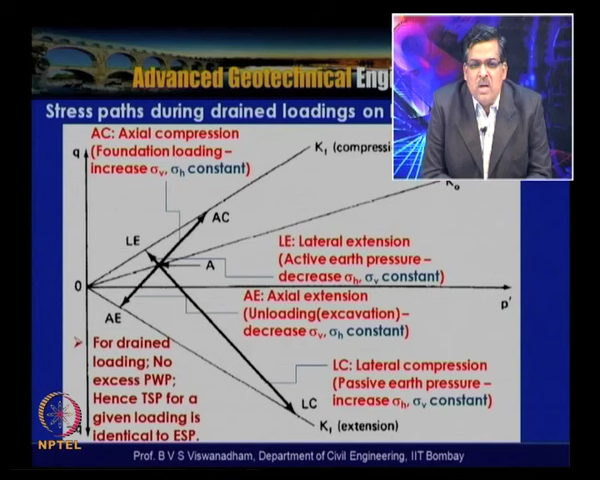 Advanced Geotechnical Eng
Stress paths during drained loadings on
AC: Axial compression
(Foundation loading –
increase σv, σh constant)
q
Kf (compressi
Ko
AC
LE
A
LE: Lateral extension
(Active earth pressure –
decrease σh, σv constant)
0
p'
AE: Axial extension
(Unloading(excavation)–
decrease σv, σh constant)
AE
➢ For drained
loading; No
excess PWP;
Hence TSP for a
given loading is
identical to ESP.
LC: Lateral compression
(Passive earth pressure –
increase σh, σv constant)
LC
Kf (extension)
NPTEL
Prof. B V S Viswanadham, Department of Civil Engineering, IIT Bombay